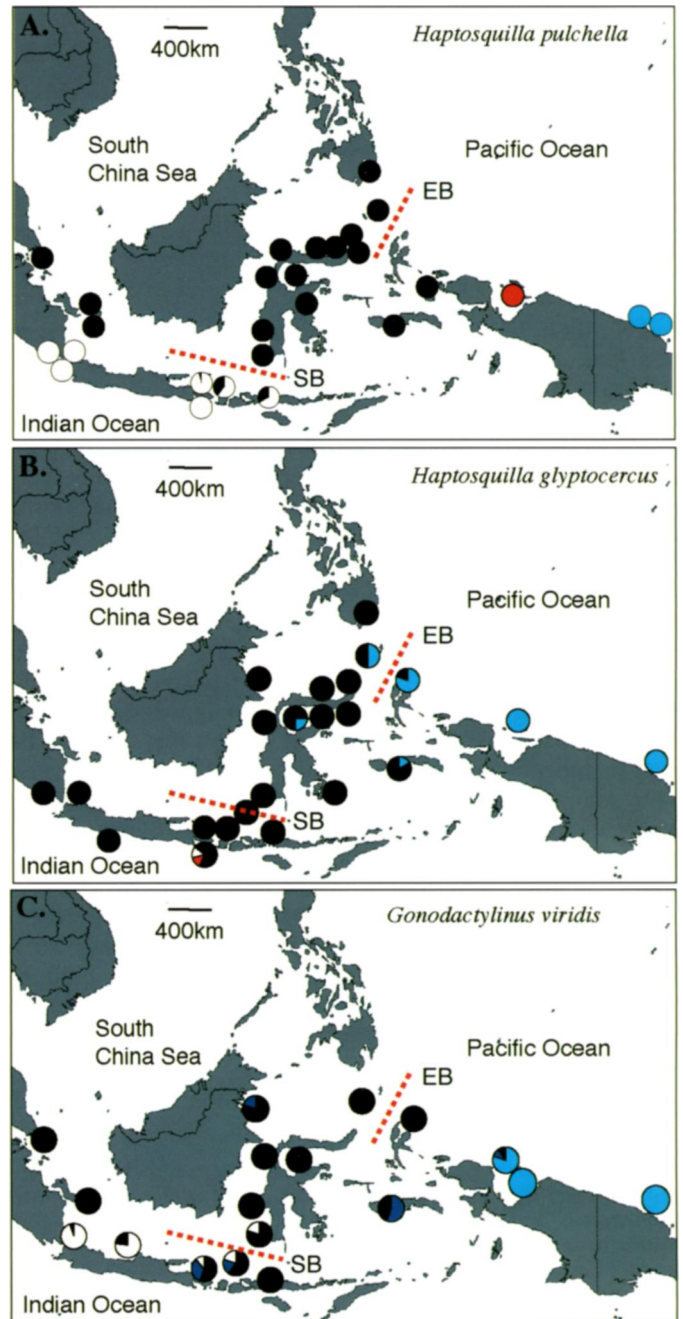 A.
400km
Haptosquilla pulchella
South
China Sea
Pacific Ocean
EB
SB
Indian Ocean
B.
400km
Haptosquilla glyptocercus
South
China Sea
Pacific Ocean
EB
SB
Indian Ocean
C.
400km
Gonodactylinus viridis
South
China Sea
Pacific Ocean
EB
SB
Indian Ocean